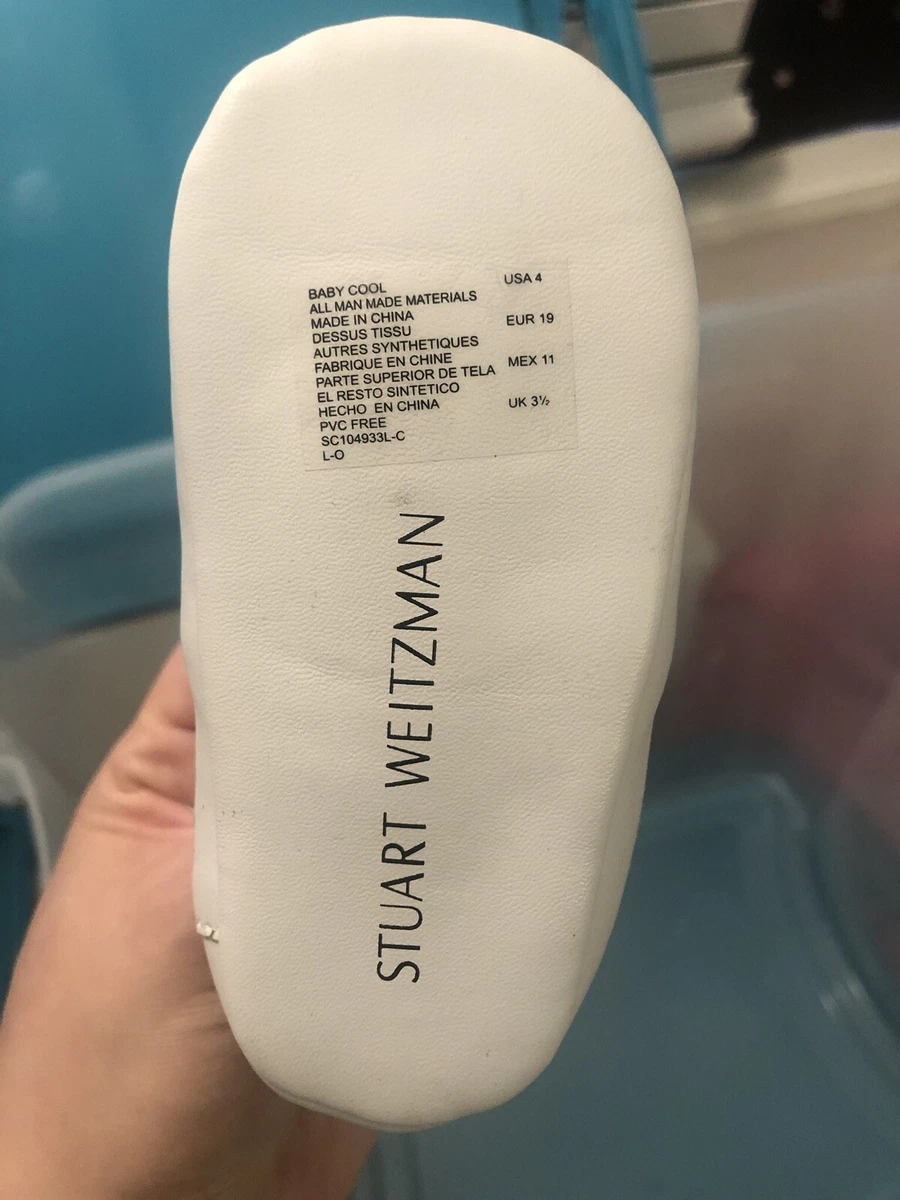 BABY COOL
ALL MAN MADE MATERIALS
MADE IN CHINA
DESSUS TISSU
AUTRES SYNTHETIQUES
FABRIQUE EN CHINE
PARTE SUPERIOR DE TELA
EL RESTO SINTETICO
HECHO EN CHINA
PVC FREE
SC104933L-C
L-O
USA 4
EUR 19
MEX 11
UK 3½
STUART WEITZMAN